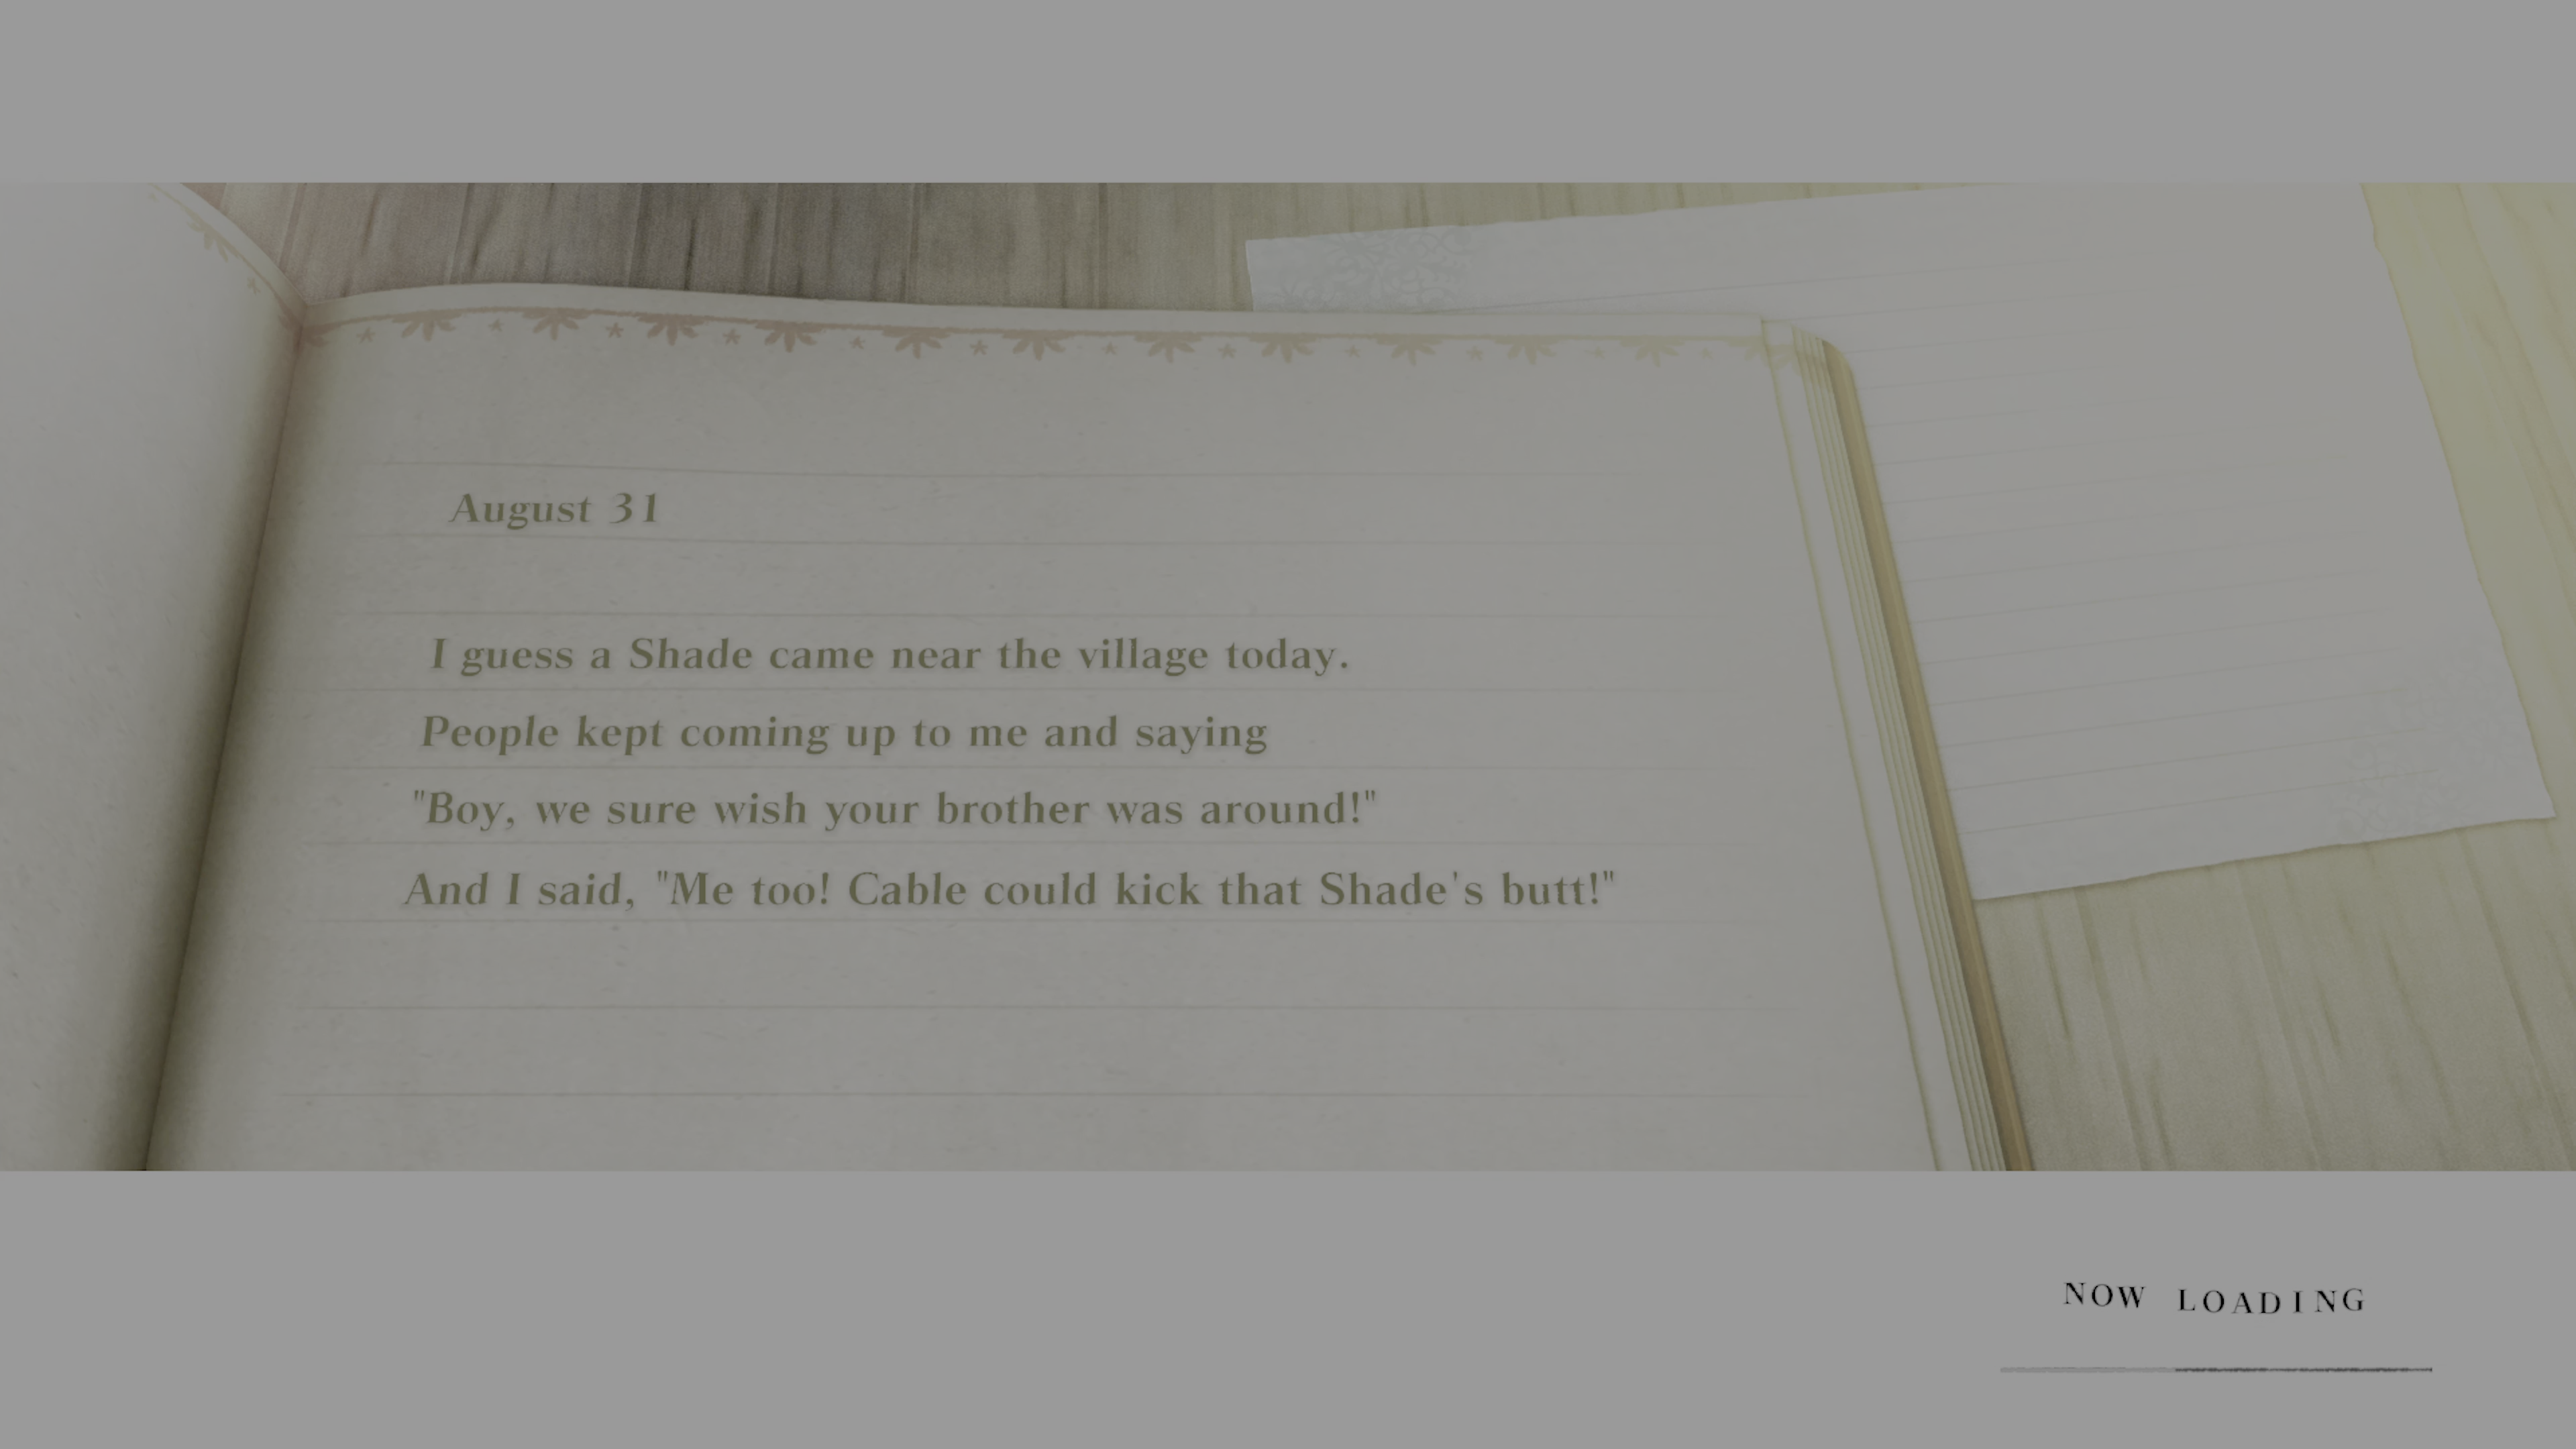 August 31
I guess a Shade came near the village today.
People kept coming up to me and saying
"Boy, we sure wish your brother was around!"
And I said, "Me too! Cable could kick that Shade's butt!"
NOW LOADING